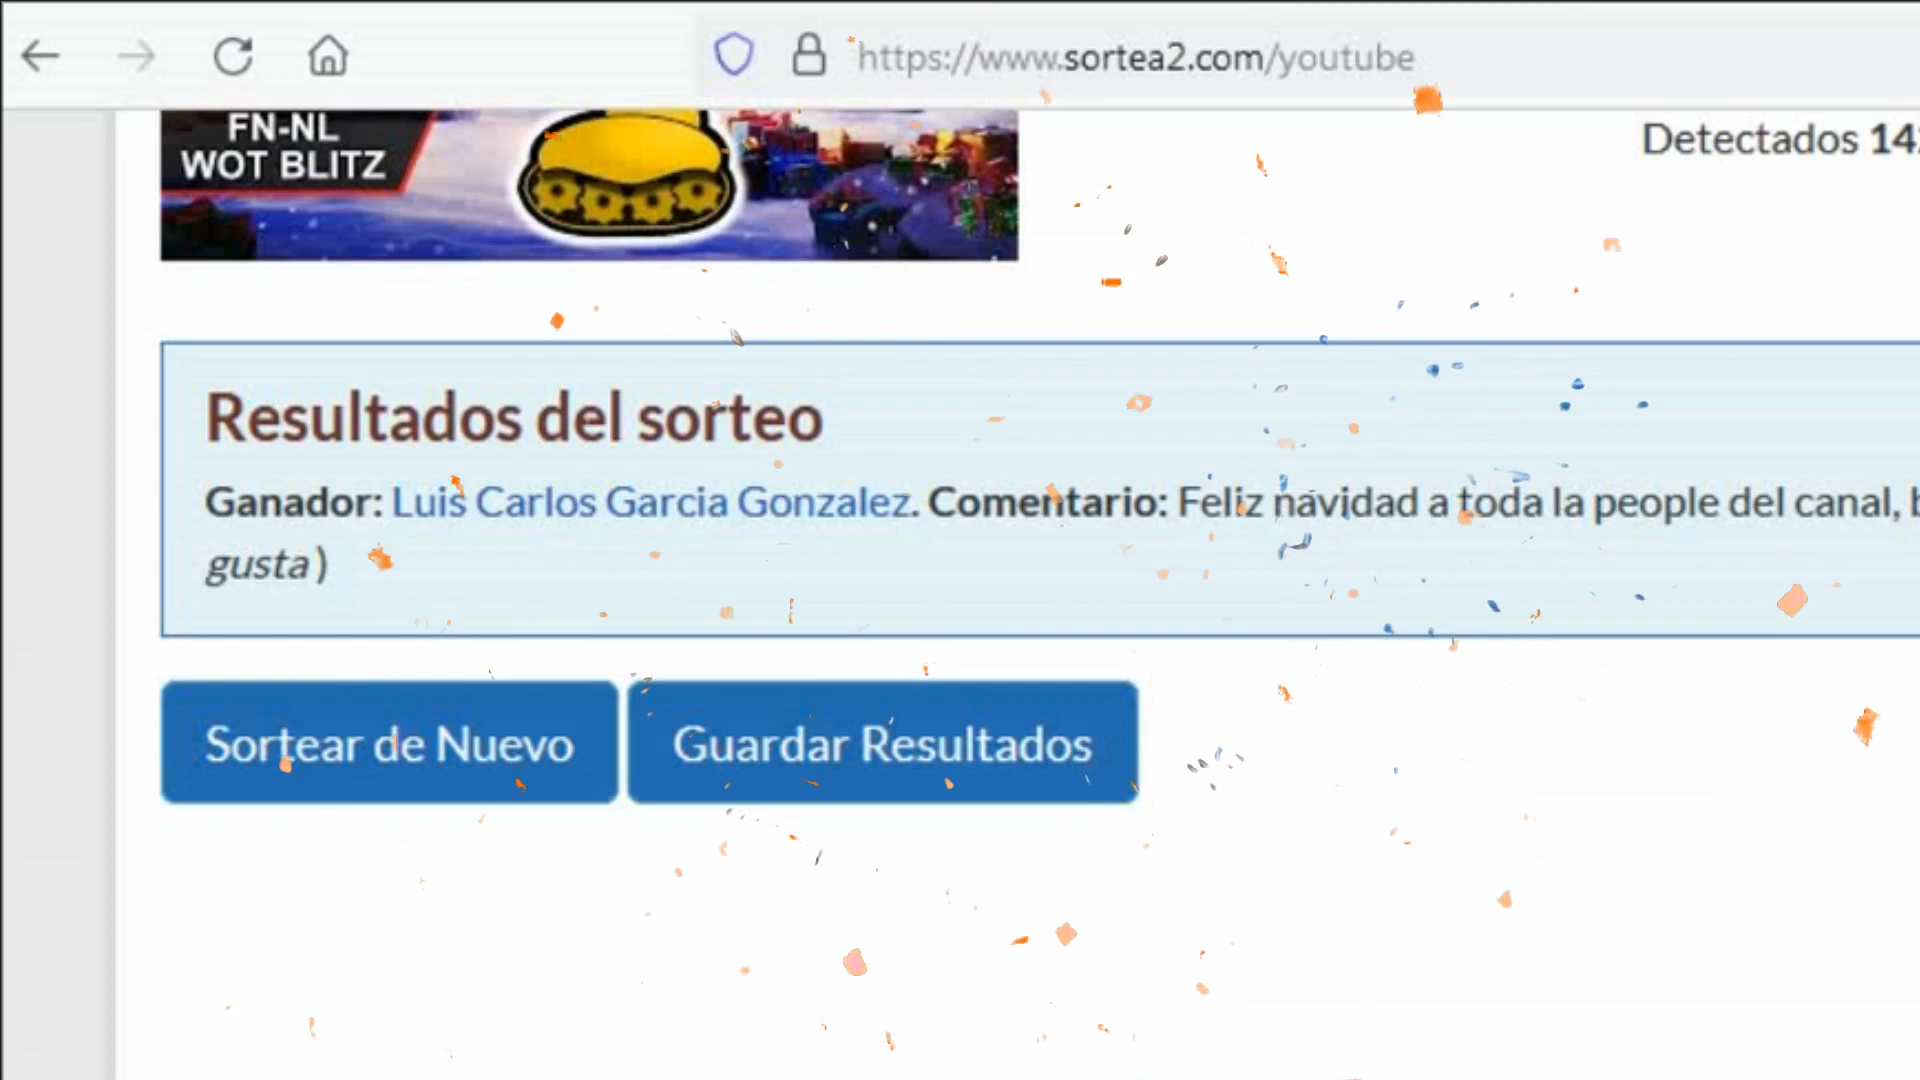 https://www.sortea2.com/youtube
FN-NL
WOT BLITZ
Detectados
Resultados del sorteo
Ganador: Luis Carlos Garcia Gonzalez. Comentario: Feliz navidad a toda la people del canal,
gusta )
Sortear de Nuevo
Guardar Resultados